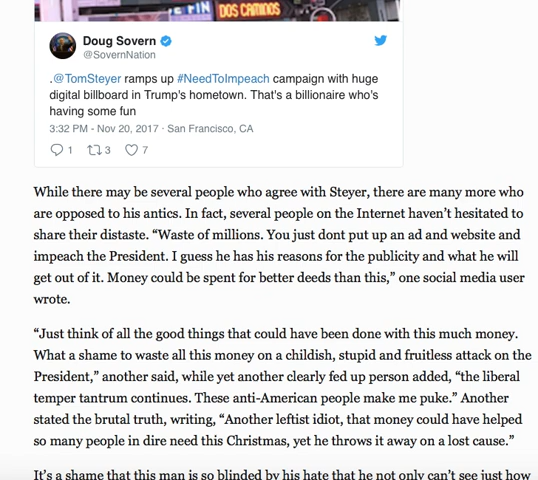 FIN DOS CAMINOS
Doug Sovern
@SovernNation
.@TomSteyer ramps up #NeedToImpeach campaign with huge
digital billboard in Trump's hometown. That's a billionaire who's
having some fun
3:32 PM - Nov 20, 2017 · San Francisco, CA
1 3 7
While there may be several people who agree with Steyer, there are many more who
are opposed to his antics. In fact, several people on the Internet haven’t hesitated to
share their distaste. “Waste of millions. You just dont put up an ad and website and
impeach the President. I guess he has his reasons for the publicity and what he will
get out of it. Money could be spent for better deeds than this,” one social media user
wrote.
“Just think of all the good things that could have been done with this much money.
What a shame to waste all this money on a childish, stupid and fruitless attack on the
President,” another said, while yet another clearly fed up person added, “the liberal
temper tantrum continues. These anti-American people make me puke.” Another
stated the brutal truth, writing, “Another leftist idiot, that money could have helped
so many people in dire need this Christmas, yet he throws it away on a lost cause.”
It’s a shame that this man is so blinded by his hate that he not only can’t see just how